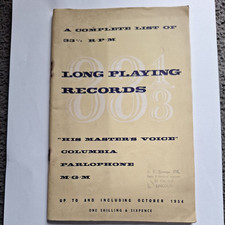 A COMPLETE LIST OF
33⅓ R·P·M
LONG PLAYING
RECORDS
"HIS MASTER'S VOICE"
COLUMBIA
PARLOPHONE
M·G·M
UP TO AND INCLUDING OCTOBER 1954
ONE SHILLING & SIXPENCE